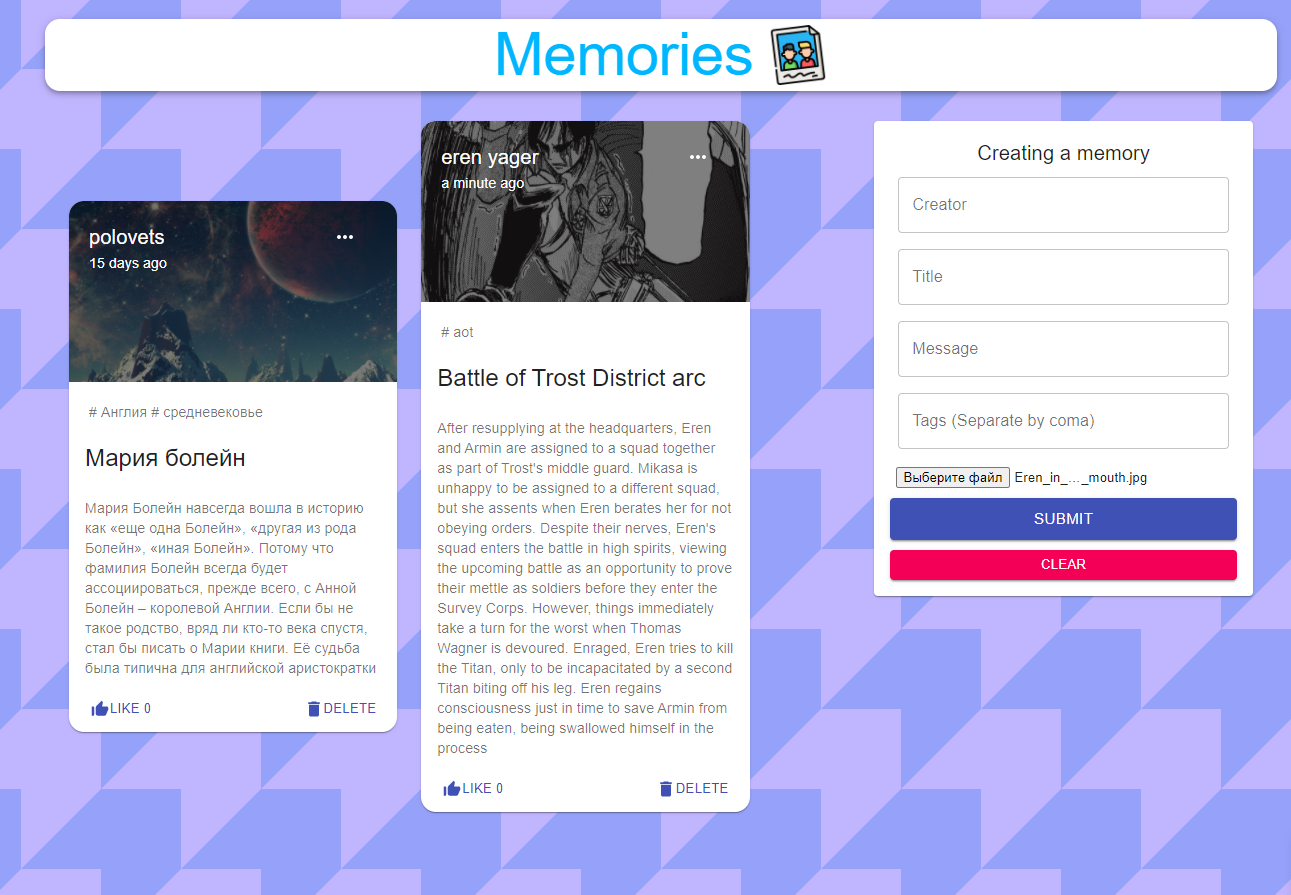 Memories
polovets
15 days ago
# Англия # средневековье
Мария болейн
Мария Болейн навсегда вошла в историю
как «еще одна Болейн», «другая из рода
Болейн», «иная Болейн». Потому что
фамилия Болейн всегда будет
ассоциироваться, прежде всего, с Анной
Болейн – королевой Англии. Если бы не
такое родство, вряд ли кто-то века спустя,
стал бы писать о Марии книги. Её судьба
была типична для английской аристократки
LIKE 0
DELETE
eren yager
a minute ago
# aot
Battle of Trost District arc
After resupplying at the headquarters, Eren
and Armin are assigned to a squad together
as part of Trost's middle guard. Mikasa is
unhappy to be assigned to a different squad,
but she assents when Eren berates her for not
obeying orders. Despite their nerves, Eren's
squad enters the battle in high spirits, viewing
the upcoming battle as an opportunity to prove
their mettle as soldiers before they enter the
Survey Corps. However, things immediately
take a turn for the worst when Thomas
Wagner is devoured. Enraged, Eren tries to kill
the Titan, only to be incapacitated by a second
Titan biting off his leg. Eren regains
consciousness just in time to save Armin from
being eaten, being swallowed himself in the
process
LIKE 0
DELETE
Creating a memory
Creator
Title
Message
Tags (Separate by coma)
Выберите файл Eren_in_…_mouth.jpg
SUBMIT
CLEAR